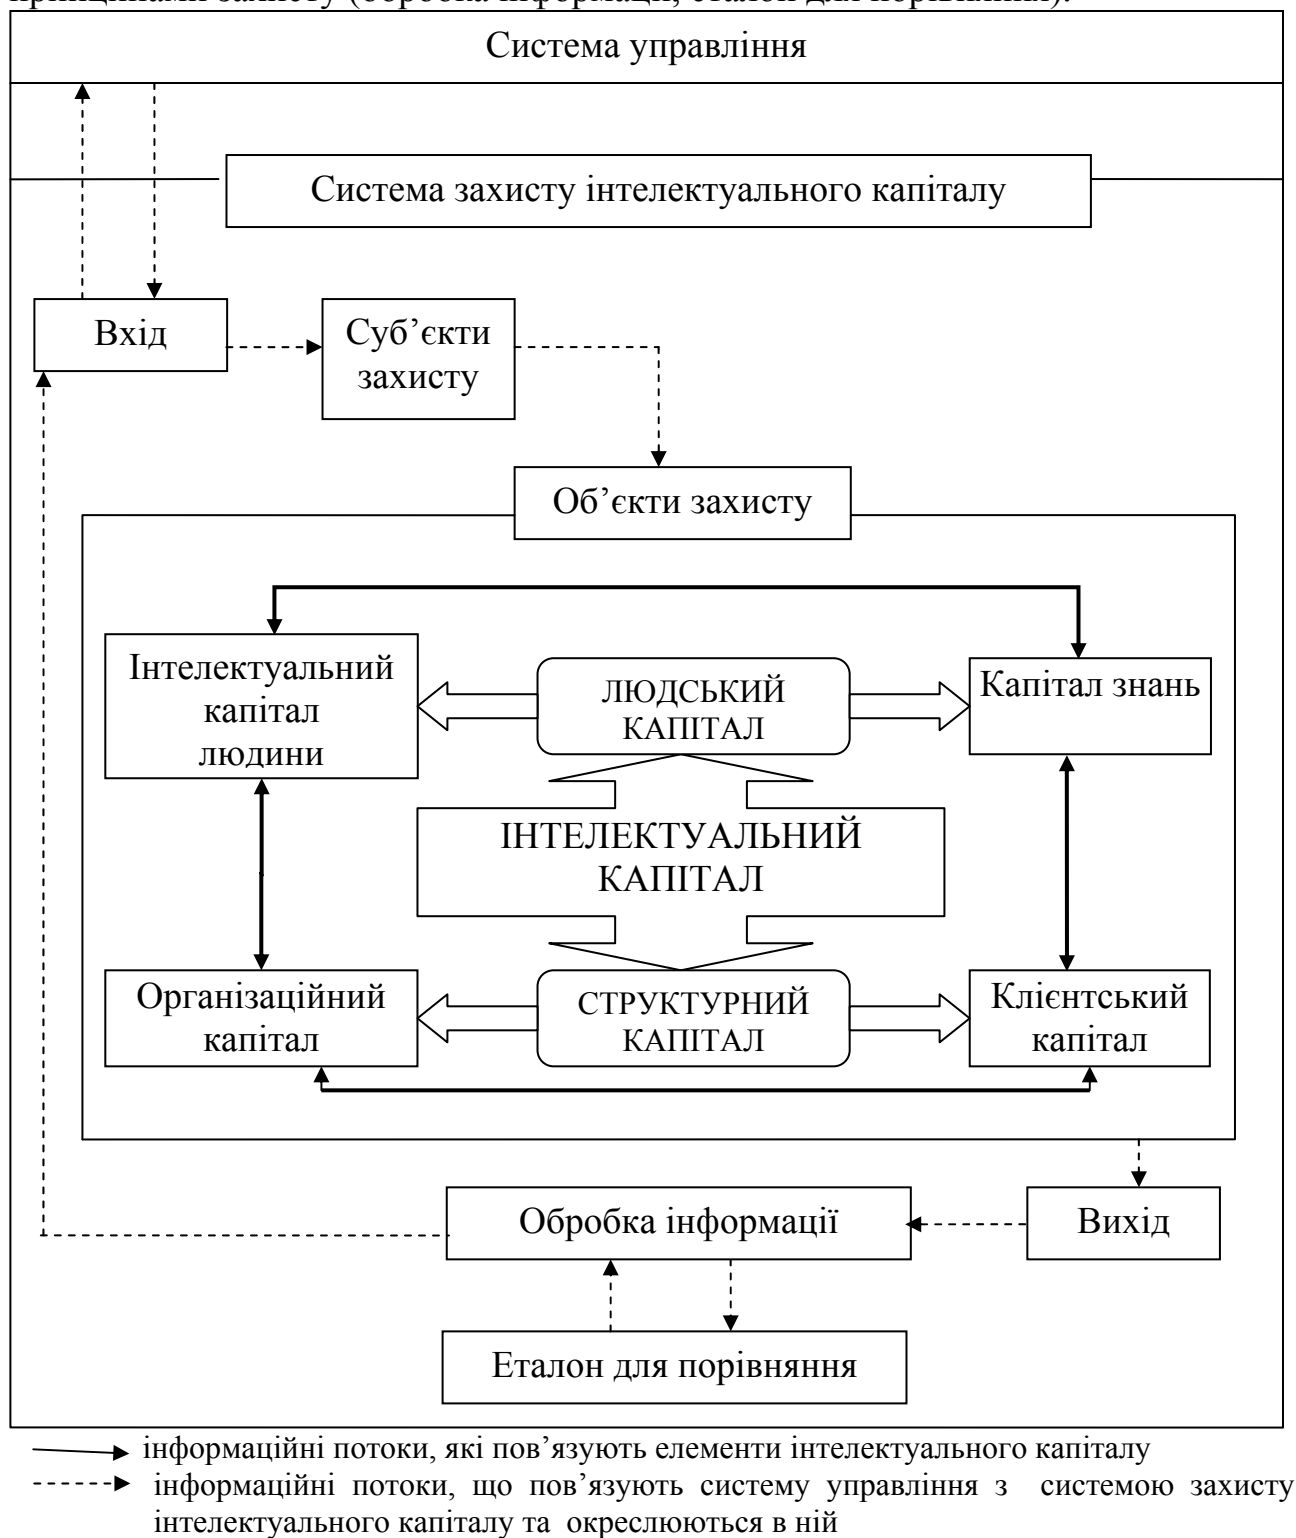 принципами захисту (обробка інформації, еталон для порівняння).
Система управління
Система захисту інтелектуального капіталу
Вхід
Суб’єкти
захисту
Об’єкти захисту
Інтелектуальний
капітал
людини
ЛЮДСЬКИЙ
КАПІТАЛ
Капітал знань
ІНТЕЛЕКТУАЛЬНИЙ
КАПІТАЛ
Організаційний
капітал
СТРУКТУРНИЙ
КАПІТАЛ
Клієнтський
капітал
Обробка інформації
Вихід
Еталон для порівняння
інформаційні потоки, які пов’язують елементи інтелектуального капіталу
інформаційні потоки, що пов’язують систему управління з системою захисту
інтелектуального капіталу та окреслюються в ній